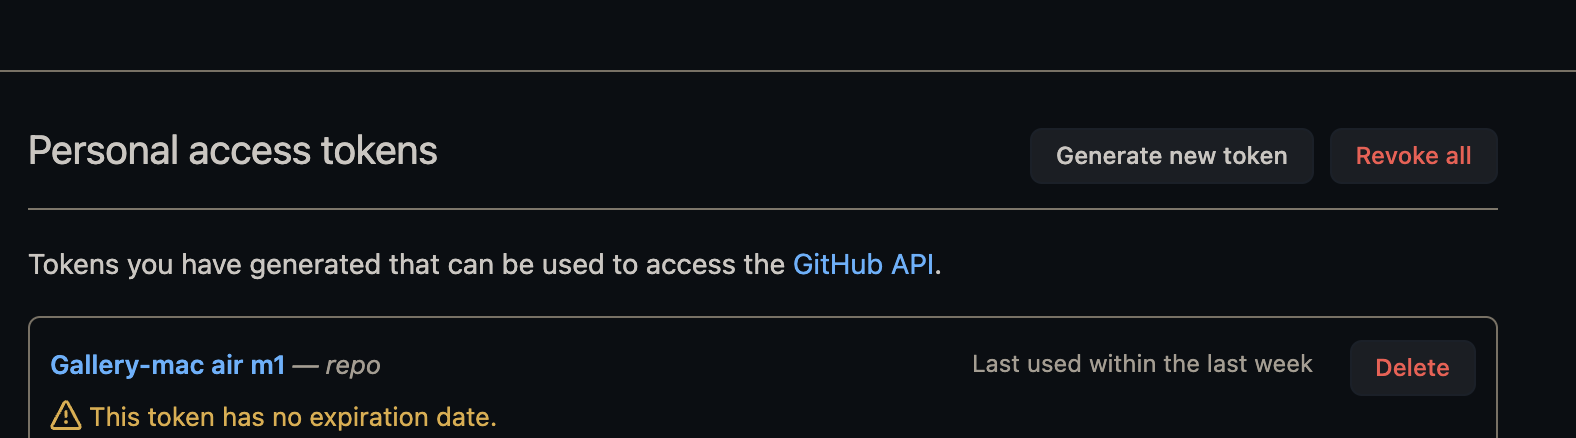 Personal access tokens
Generate new token
Revoke all
Tokens you have generated that can be used to access the GitHub API.
Gallery-mac air m1 — repo
Last used within the last week
Delete
This token has no expiration date.